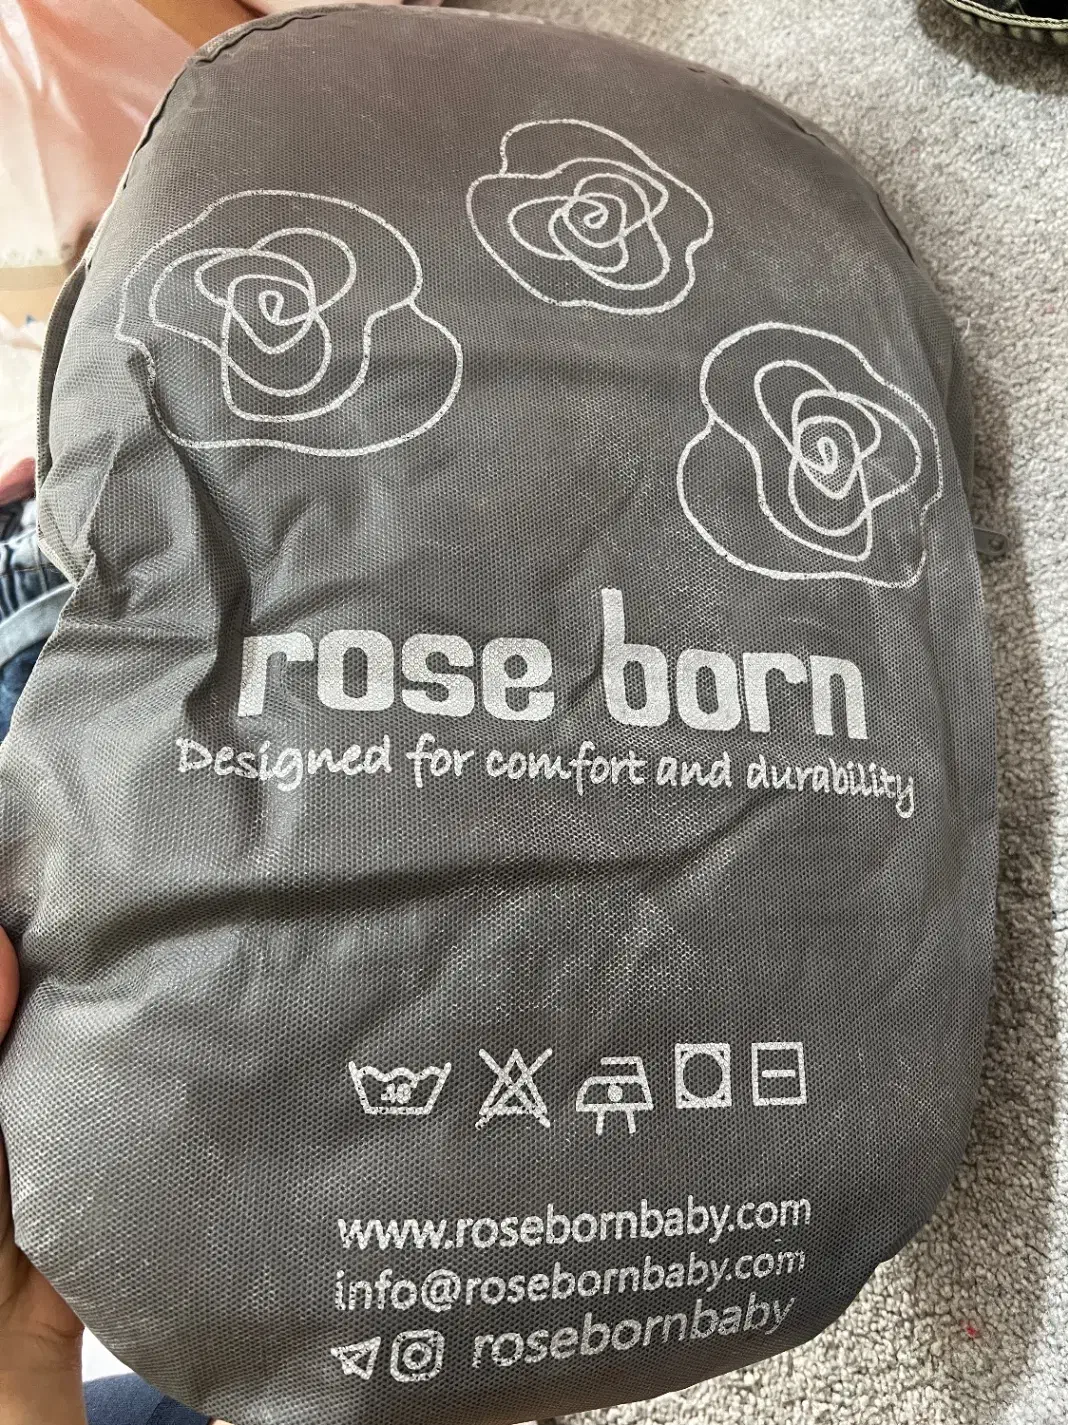 rose born
Designed for comfort and durability
www.rosebornbaby.com
info@rosebornbaby.com
rosebornbaby